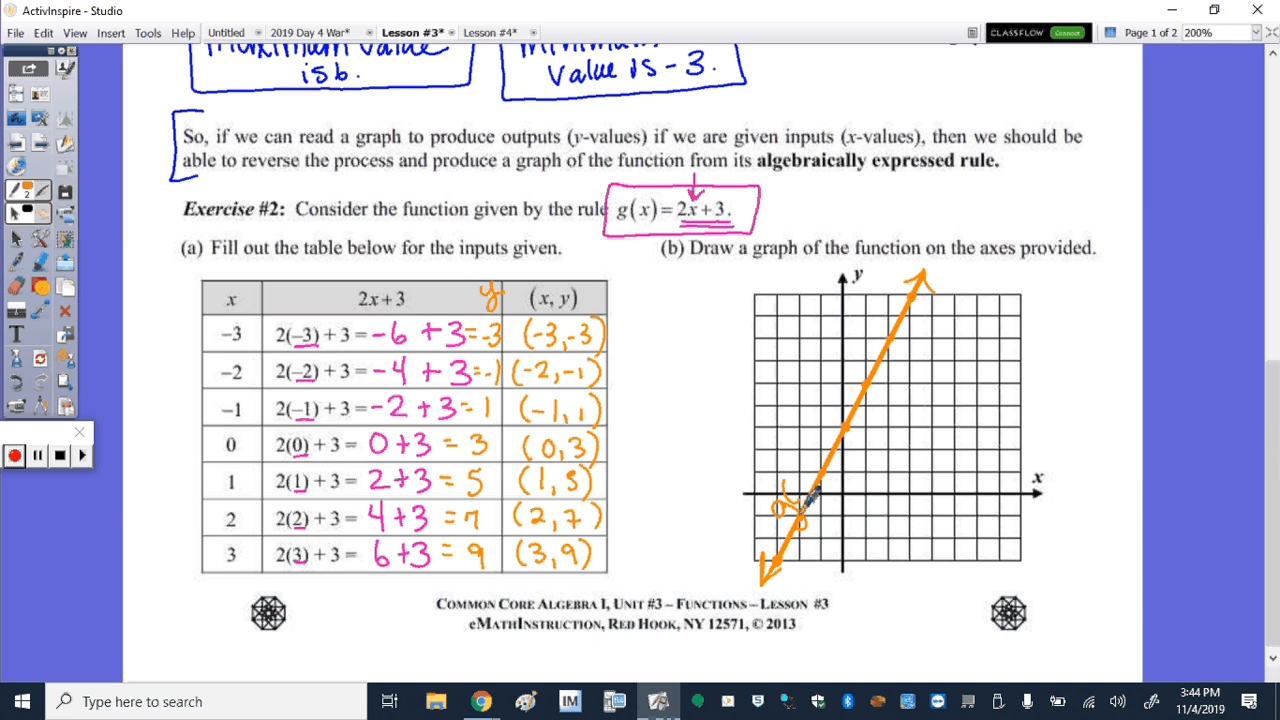 ActivInspire - Studio
File Edit View Insert Tools Help Untitled 2019 Day 4 War* Lesson #3* Lesson #4* CLASSFLOW Connect Page 1 of 2 200%
maximum value
is 6.
minimum
value is -3.
So, if we can read a graph to produce outputs (y-values) if we are given inputs (x-values), then we should be
able to reverse the process and produce a graph of the function from its algebraically expressed rule.
Exercise #2: Consider the function given by the rule g(x) = 2x+3.
(a) Fill out the table below for the inputs given.
(b) Draw a graph of the function on the axes provided.
x 2x+3 y (x, y)
-3 2(-3)+3 = -6 +3=-3 (-3,-3)
-2 2(-2)+3 = -4 +3=-1 (-2,-1)
-1 2(-1)+3 = -2 +3=1 (-1,1)
0 2(0)+3 = 0+3 = 3 (0,3)
1 2(1)+3 = 2+3 = 5 (1,5)
2 2(2)+3 = 4+3 = 7 (2,7)
3 2(3)+3 = 6+3 = 9 (3,9)
y
x
COMMON CORE ALGEBRA I, UNIT #3 – FUNCTIONS – LESSON #3
eMATHINSTRUCTION, RED HOOK, NY 12571, © 2013
Type here to search
3:44 PM
11/4/2019